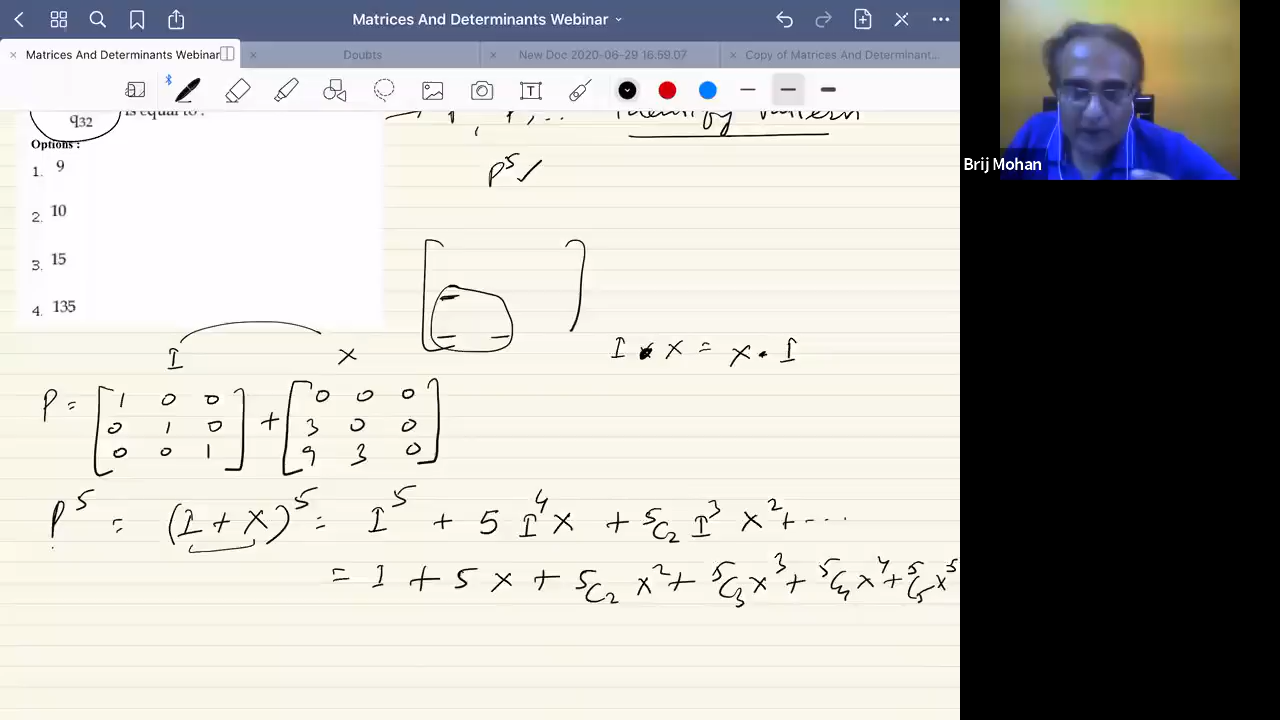 Matrices And Determinants Webinar
Matrices And Determinants Webinar
Doubts
New Doc 2020-06-29 16:59.07
Copy of Matrices And Determinant...
q32 is equal to :
identify pattern
Options :
P^5 ✓
1. 9
2. 10
3. 15
4. 135
Brij Mohan
I X
I • X = X • I
P = [1 0 0 + [0 0 0
0 1 0 3 0 0
0 0 1] 9 3 0]
P^5 = (I + X)^5 = I^5 + 5 I^4 X + 5C2 I^3 X^2 + ...
= I + 5 X + 5C2 X^2 + 5C3 X^3 + 5C4 X^4 + 5C5 X^5